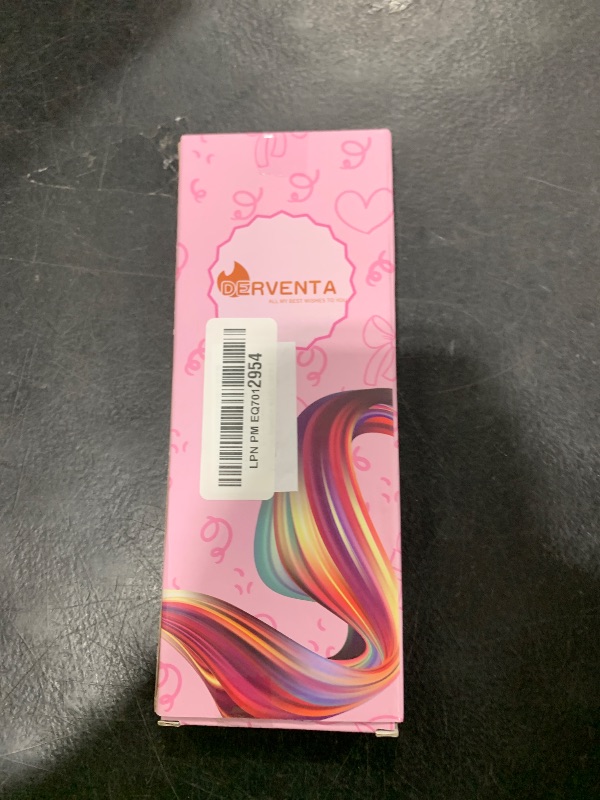 DERVENTA
ALL MY BEST WISHES TO YOU
LPN PM EQ7012954